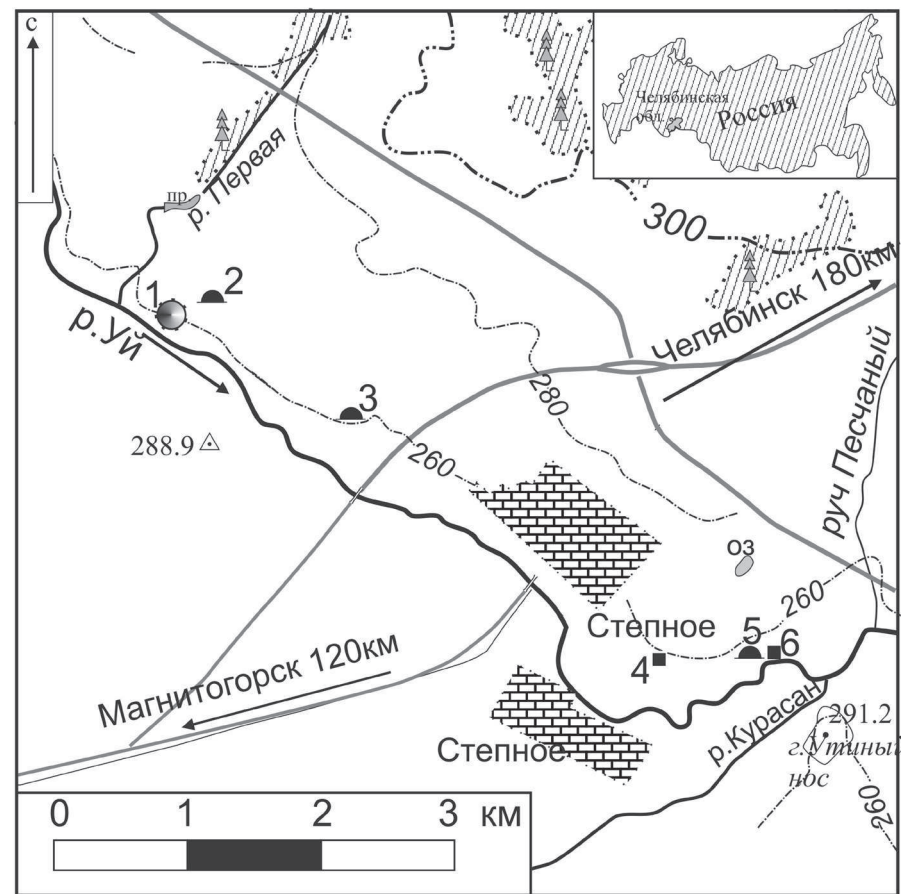 с
Челябинская
обл.
Россия
р. Первая
пр
300
1
2
Челябинск 180км
р.Уй
3
280
288.9
260
руч Песчаный
оз
260
Степное
5
6
4
Магнитогорск 120км
Степное
р.Курасан
291.2
г.Утиный
нос
260
0 1 2 3 км